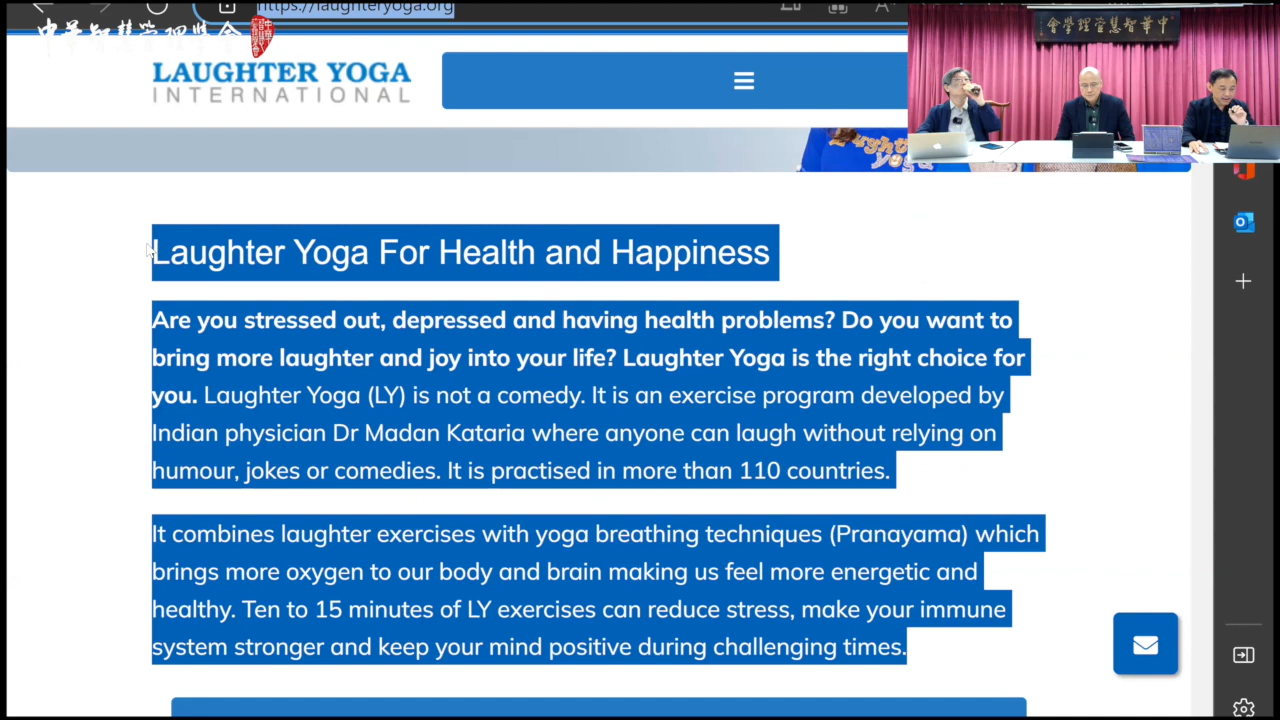 https://laughteryoga.org
中華智慧管理學會
LAUGHTER YOGA
INTERNATIONAL
會學理管慧智華中
Laughter
yoga
Laughter Yoga For Health and Happiness
Are you stressed out, depressed and having health problems? Do you want to
bring more laughter and joy into your life? Laughter Yoga is the right choice for
you. Laughter Yoga (LY) is not a comedy. It is an exercise program developed by
Indian physician Dr Madan Kataria where anyone can laugh without relying on
humour, jokes or comedies. It is practised in more than 110 countries.
It combines laughter exercises with yoga breathing techniques (Pranayama) which
brings more oxygen to our body and brain making us feel more energetic and
healthy. Ten to 15 minutes of LY exercises can reduce stress, make your immune
system stronger and keep your mind positive during challenging times.